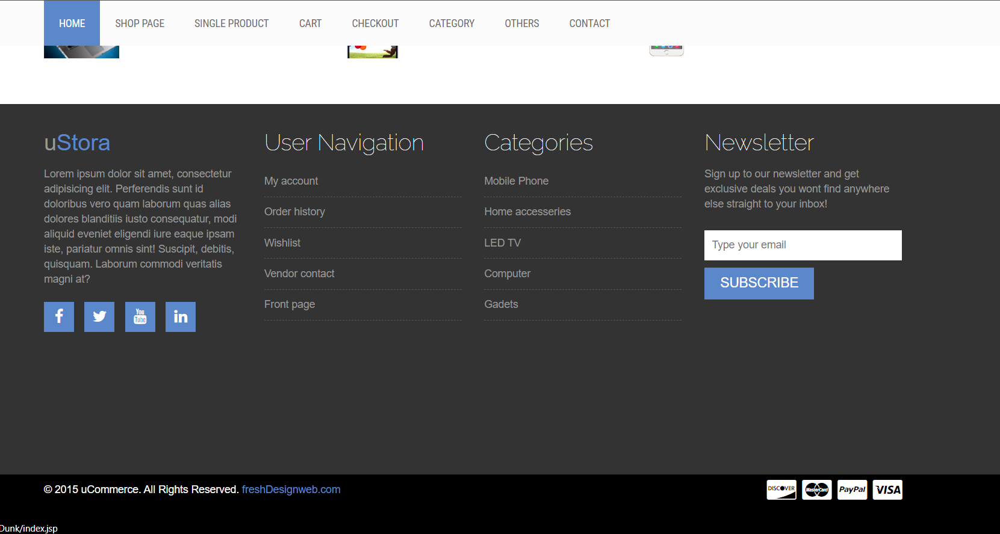 HOME SHOP PAGE SINGLE PRODUCT CART CHECKOUT CATEGORY OTHERS CONTACT
uStora
Lorem ipsum dolor sit amet, consectetur
adipisicing elit. Perferendis sunt id
doloribus vero quam laborum quas alias
dolores blanditiis iusto consequatur, modi
aliquid eveniet eligendi iure eaque ipsam
iste, pariatur omnis sint! Suscipit, debitis,
quisquam. Laborum commodi veritatis
magni at?
You
Tube
in
User Navigation
My account
Order history
Wishlist
Vendor contact
Front page
Categories
Mobile Phone
Home accesseries
LED TV
Computer
Gadets
Newsletter
Sign up to our newsletter and get
exclusive deals you wont find anywhere
else straight to your inbox!
Type your email
SUBSCRIBE
© 2015 uCommerce. All Rights Reserved. freshDesignweb.com
DISCOVER MasterCard PayPal VISA
Dunk/index.jsp